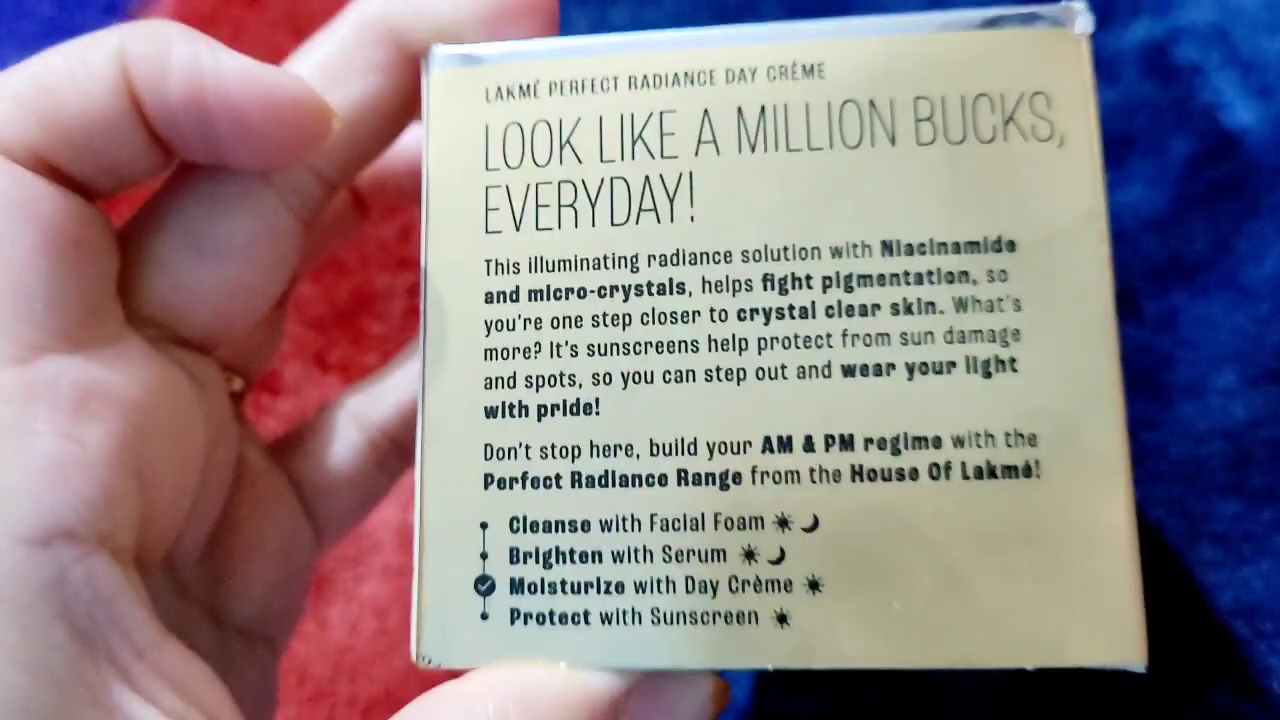 LAKMÉ PERFECT RADIANCE DAY CRÈME
LOOK LIKE A MILLION BUCKS,
EVERYDAY!
This illuminating radiance solution with Niacinamide
and micro-crystals, helps fight pigmentation, so
you're one step closer to crystal clear skin. What's
more? It's sunscreens help protect from sun damage
and spots, so you can step out and wear your light
with pride!
Don't stop here, build your AM & PM regime with the
Perfect Radiance Range from the House Of Lakmé!
Cleanse with Facial Foam
Brighten with Serum
Moisturize with Day Crème
Protect with Sunscreen